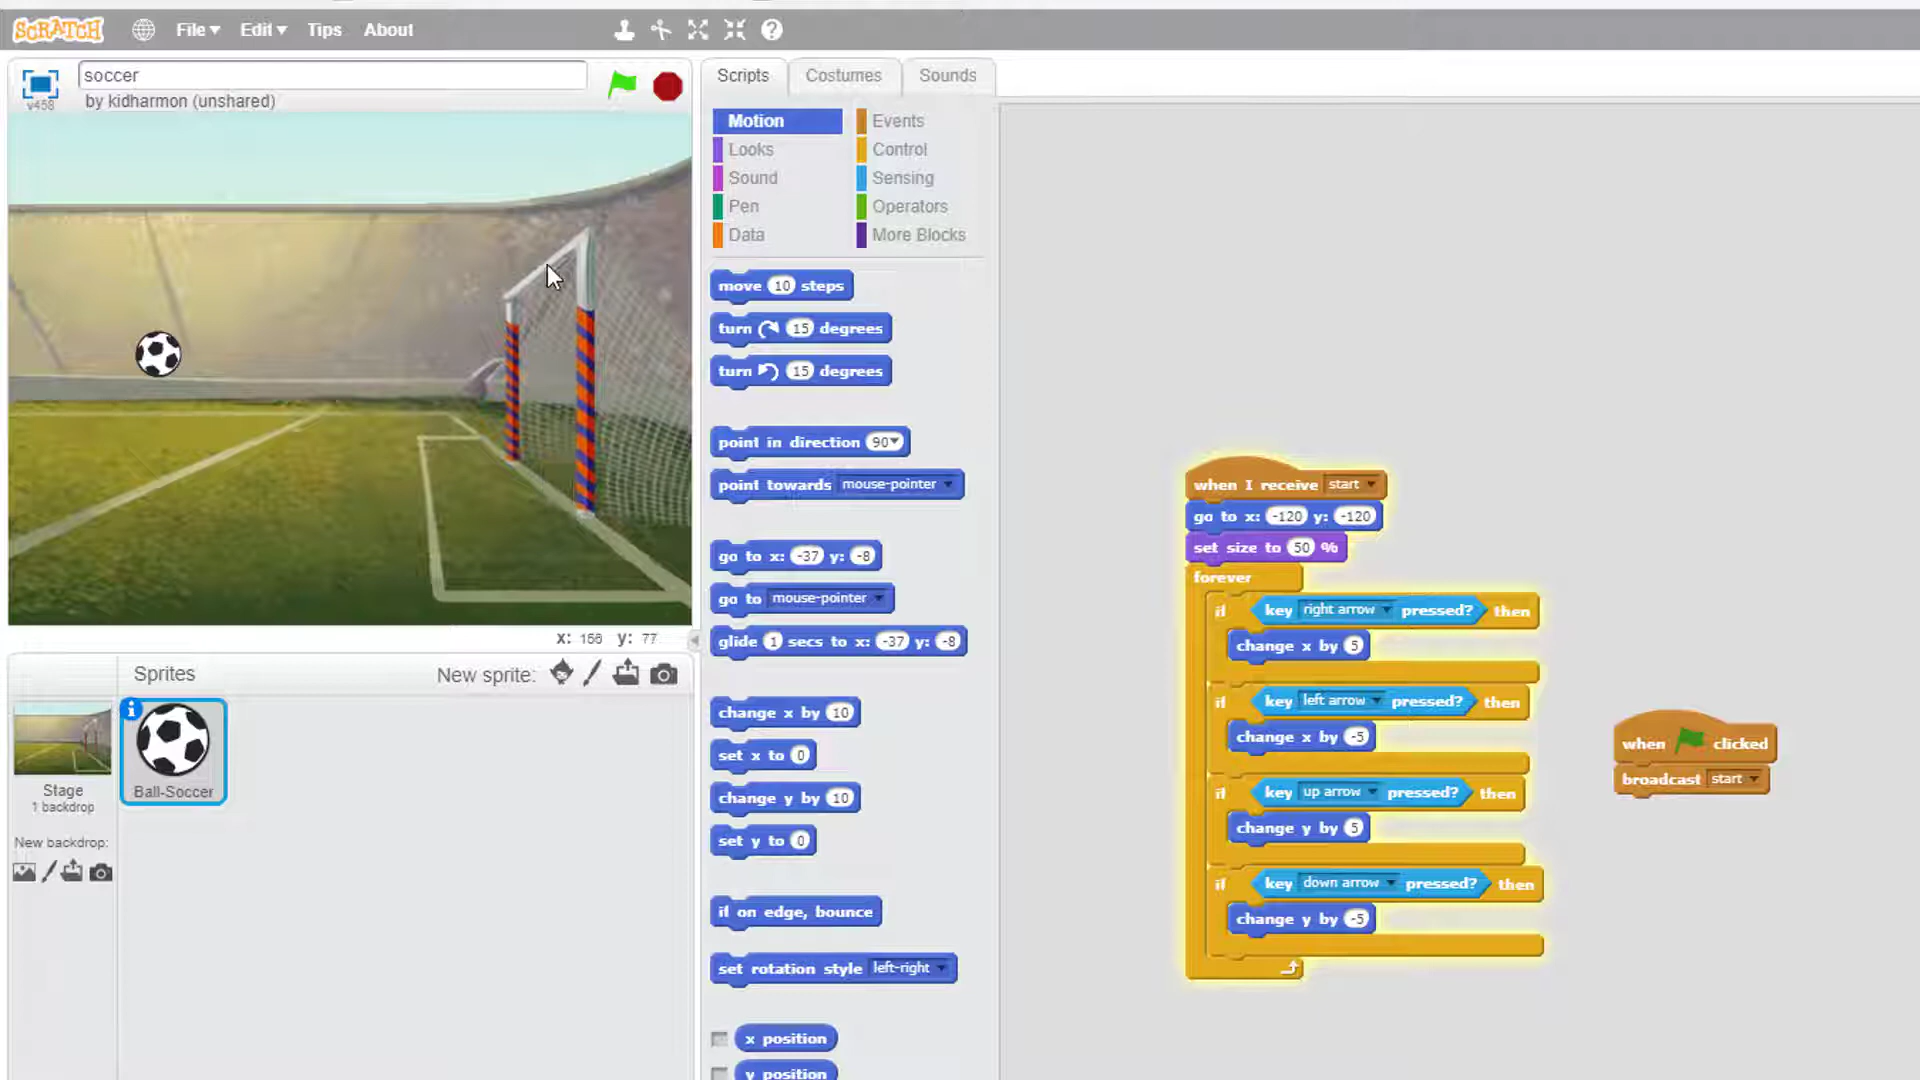 SCRATCH File Edit Tips About
v458
soccer
by kidharmon (unshared)
x: 156 y: 77
Sprites
New sprite:
Stage
1 backdrop
New backdrop:
Ball-Soccer
Scripts Costumes Sounds
Motion Events
Looks Control
Sound Sensing
Pen Operators
Data More Blocks
move 10 steps
turn 15 degrees
turn 15 degrees
point in direction 90
point towards mouse-pointer
go to x: -37 y: -8
go to mouse-pointer
glide 1 secs to x: -37 y: -8
change x by 10
set x to 0
change y by 10
set y to 0
if on edge, bounce
set rotation style left-right
x position
y position
when I receive start
go to x: -120 y: -120
set size to 50 %
forever
if key right arrow pressed? then
change x by 5
if key left arrow pressed? then
change x by -5
if key up arrow pressed? then
change y by 5
if key down arrow pressed? then
change y by -5
when clicked
broadcast start